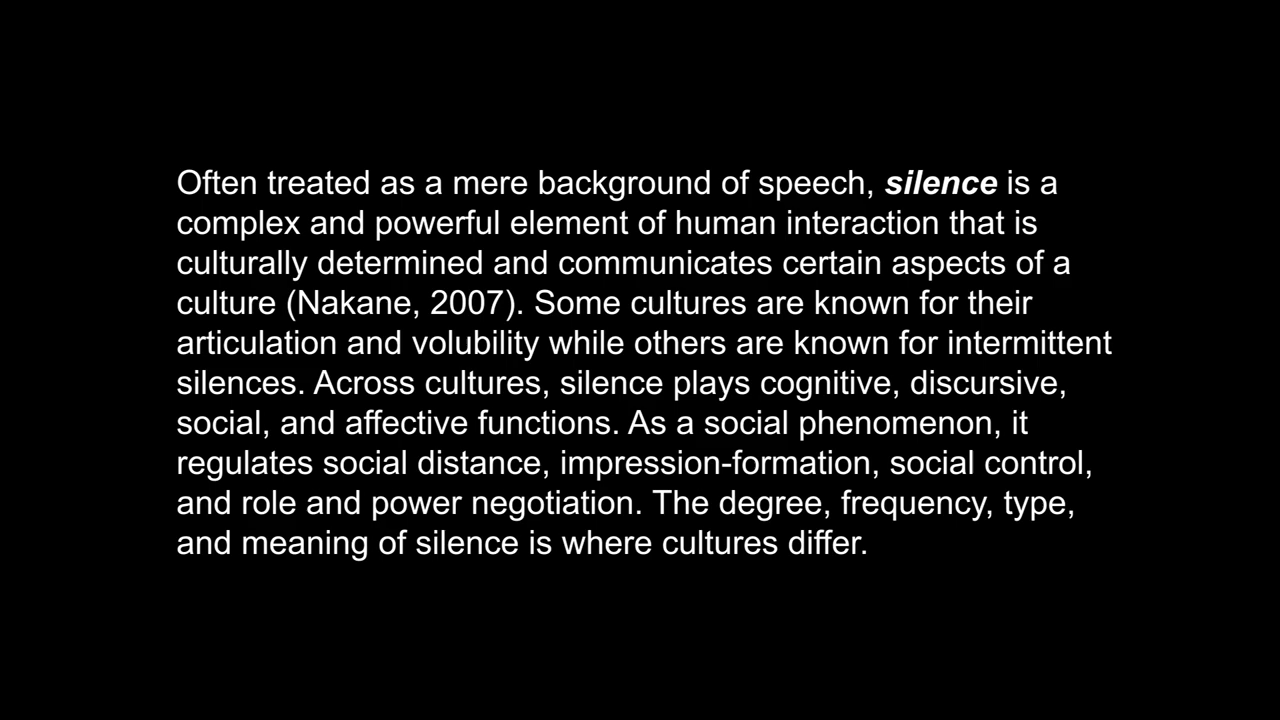 Often treated as a mere background of speech, silence is a
complex and powerful element of human interaction that is
culturally determined and communicates certain aspects of a
culture (Nakane, 2007). Some cultures are known for their
articulation and volubility while others are known for intermittent
silences. Across cultures, silence plays cognitive, discursive,
social, and affective functions. As a social phenomenon, it
regulates social distance, impression-formation, social control,
and role and power negotiation. The degree, frequency, type,
and meaning of silence is where cultures differ.